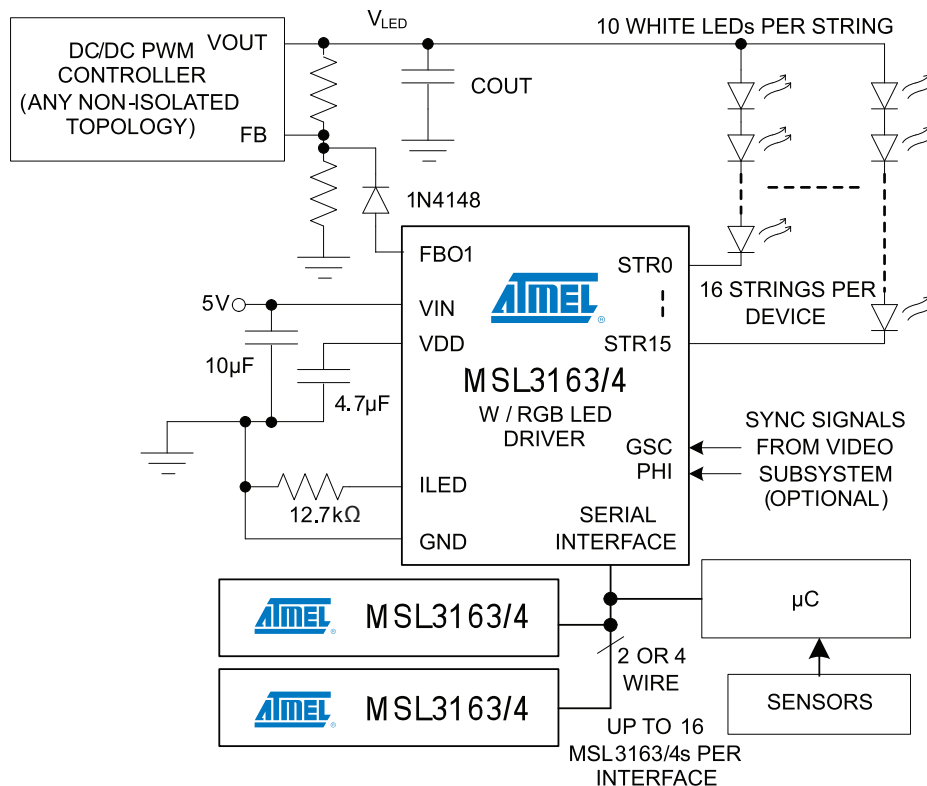 DC/DC PWM
CONTROLLER
(ANY NON-ISOLATED
TOPOLOGY)
VOUT
FB
VLED
COUT
10 WHITE LEDs PER STRING
1N4148
FBO1
VIN
VDD
ILED
GND
STR0
STR15
GSC
PHI
SERIAL
INTERFACE
ATMEL
®
MSL3163/4
W / RGB LED
DRIVER
16 STRINGS PER
DEVICE
5V
10µF
4.7µF
12.7kΩ
SYNC SIGNALS
FROM VIDEO
SUBSYSTEM
(OPTIONAL)
ATMEL
®
MSL3163/4
ATMEL
®
MSL3163/4
2 OR 4
WIRE
µC
SENSORS
UP TO 16
MSL3163/4s PER
INTERFACE